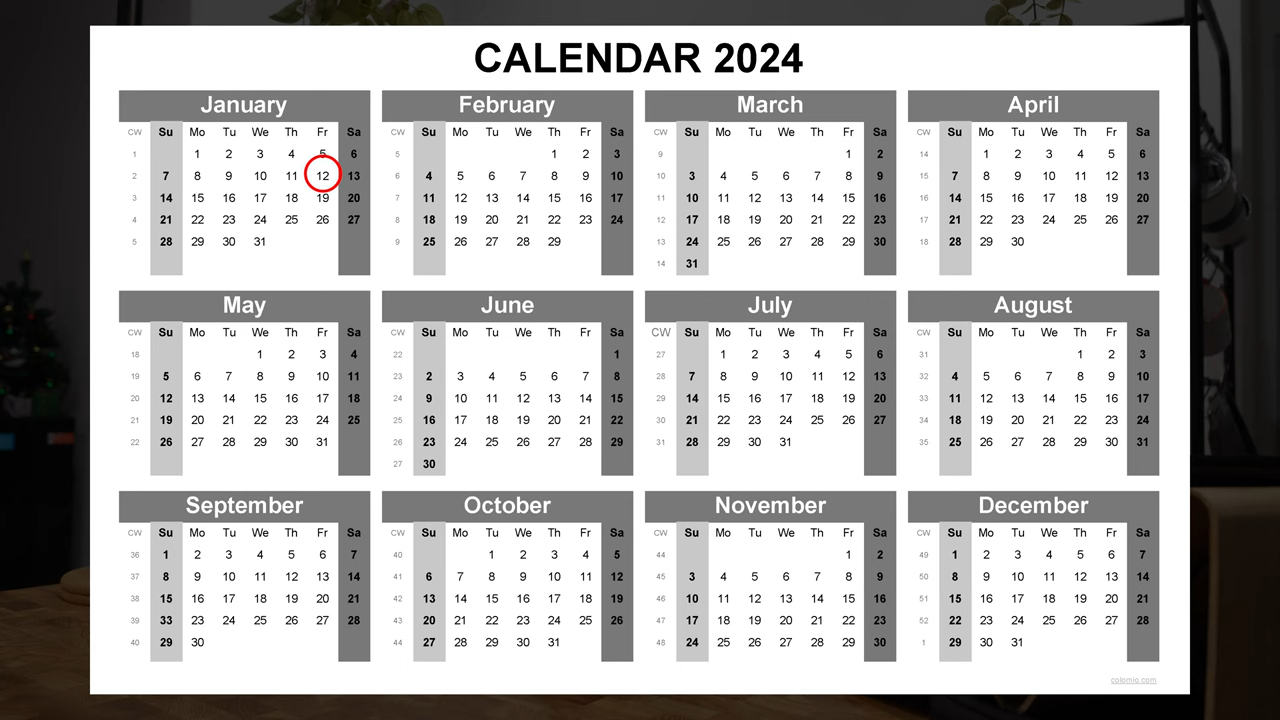 CALENDAR 2024
January
CW Su Mo Tu We Th Fr Sa
1 1 2 3 4 5 6
2 7 8 9 10 11 12 13
3 14 15 16 17 18 19 20
4 21 22 23 24 25 26 27
5 28 29 30 31
February
CW Su Mo Tu We Th Fr Sa
5 1 2 3
6 4 5 6 7 8 9 10
7 11 12 13 14 15 16 17
8 18 19 20 21 22 23 24
9 25 26 27 28 29
March
CW Su Mo Tu We Th Fr Sa
9 1 2
10 3 4 5 6 7 8 9
11 10 11 12 13 14 15 16
12 17 18 19 20 21 22 23
13 24 25 26 27 28 29 30
14 31
April
CW Su Mo Tu We Th Fr Sa
14 1 2 3 4 5 6
15 7 8 9 10 11 12 13
16 14 15 16 17 18 19 20
17 21 22 23 24 25 26 27
18 28 29 30
May
CW Su Mo Tu We Th Fr Sa
18 1 2 3 4
19 5 6 7 8 9 10 11
20 12 13 14 15 16 17 18
21 19 20 21 22 23 24 25
22 26 27 28 29 30 31
June
CW Su Mo Tu We Th Fr Sa
22 1
23 2 3 4 5 6 7 8
24 9 10 11 12 13 14 15
25 16 17 18 19 20 21 22
26 23 24 25 26 27 28 29
27 30
July
CW Su Mo Tu We Th Fr Sa
27 1 2 3 4 5 6
28 7 8 9 10 11 12 13
29 14 15 16 17 18 19 20
30 21 22 23 24 25 26 27
31 28 29 30 31
August
CW Su Mo Tu We Th Fr Sa
31 1 2 3
32 4 5 6 7 8 9 10
33 11 12 13 14 15 16 17
34 18 19 20 21 22 23 24
35 25 26 27 28 29 30 31
September
CW Su Mo Tu We Th Fr Sa
36 1 2 3 4 5 6 7
37 8 9 10 11 12 13 14
38 15 16 17 18 19 20 21
39 33 23 24 25 26 27 28
40 29 30
October
CW Su Mo Tu We Th Fr Sa
40 1 2 3 4 5
41 6 7 8 9 10 11 12
42 13 14 15 16 17 18 19
43 20 21 22 23 24 25 26
44 27 28 29 30 31
November
CW Su Mo Tu We Th Fr Sa
44 1 2
45 3 4 5 6 7 8 9
46 10 11 12 13 14 15 16
47 17 18 19 20 21 22 23
48 24 25 26 27 28 29 30
December
CW Su Mo Tu We Th Fr Sa
49 1 2 3 4 5 6 7
50 8 9 10 11 12 13 14
51 15 16 17 18 19 20 21
52 22 23 24 25 26 27 28
1 29 30 31
colomio.com